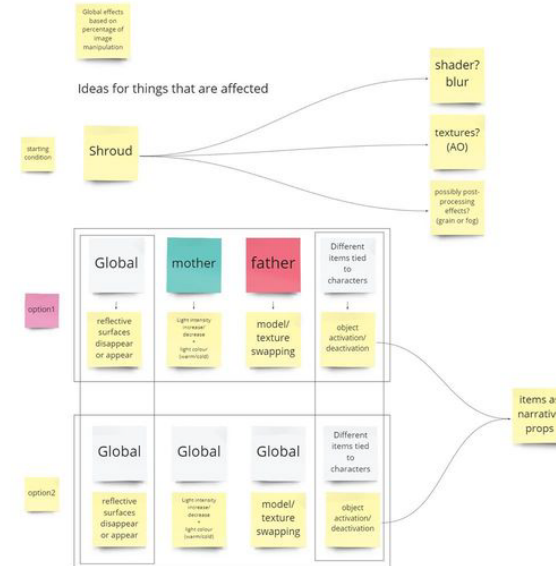 Global effects
based on
percentage of
image
manipulation
Ideas for things that are affected
shader?
blur
starting
condition
Shroud
textures?
(AO)
possibly post-
processing
effects?
(grain or fog)
option1
Global
mother
father
Different
items tied
to
characters
reflective
surfaces
disappear
or appear
Light intensity
increase/
decrease
+
light colour
(warm/cold)
model/
texture
swapping
object
activation/
deactivation
items as
narrative
props
option2
Global
Global
Global
Different
items tied
to
characters
reflective
surfaces
disappear
or appear
Light intensity
increase/
decrease
+
light colour
(warm/cold)
model/
texture
swapping
object
activation/
deactivation